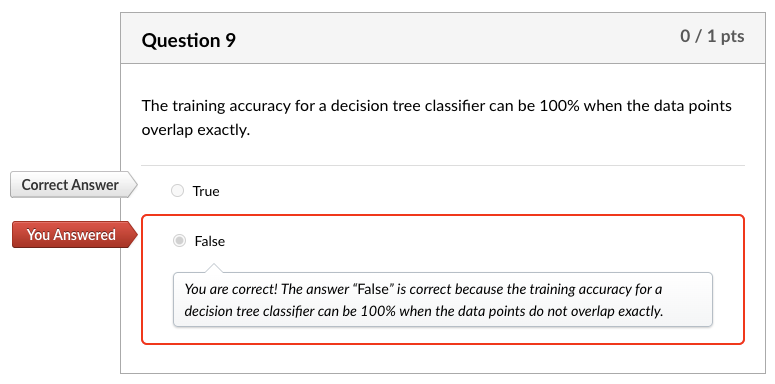 Question 9
0 / 1 pts
The training accuracy for a decision tree classifier can be 100% when the data points
overlap exactly.
Correct Answer
True
You Answered
False
You are correct! The answer “False” is correct because the training accuracy for a
decision tree classifier can be 100% when the data points do not overlap exactly.